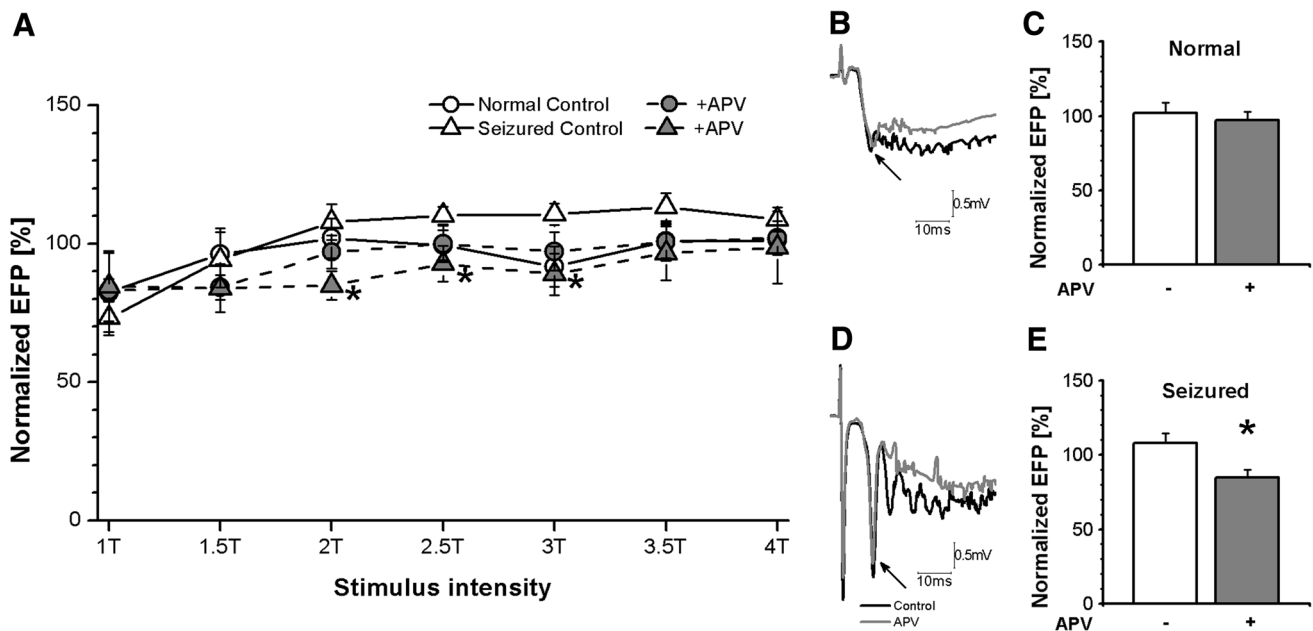 A
Normalized EFP [%]
150
100
50
0
Normal Control
+APV
Seizured Control
+APV
*
*
*
1T
1.5T
2T
2.5T
3T
3.5T
4T
Stimulus intensity
B
0.5mV
10ms
C
Normalized EFP [%]
150
100
50
0
Normal
APV
-
+
D
0.5mV
10ms
Control
APV
E
Normalized EFP [%]
150
100
50
0
Seizured
*
APV
-
+